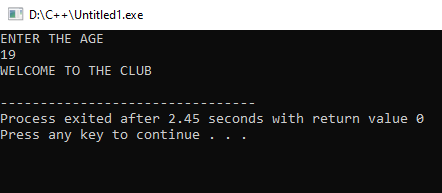 D:\C++\Untitled1.exe
ENTER THE AGE
19
WELCOME TO THE CLUB
--------------------------------
Process exited after 2.45 seconds with return value 0
Press any key to continue . . .